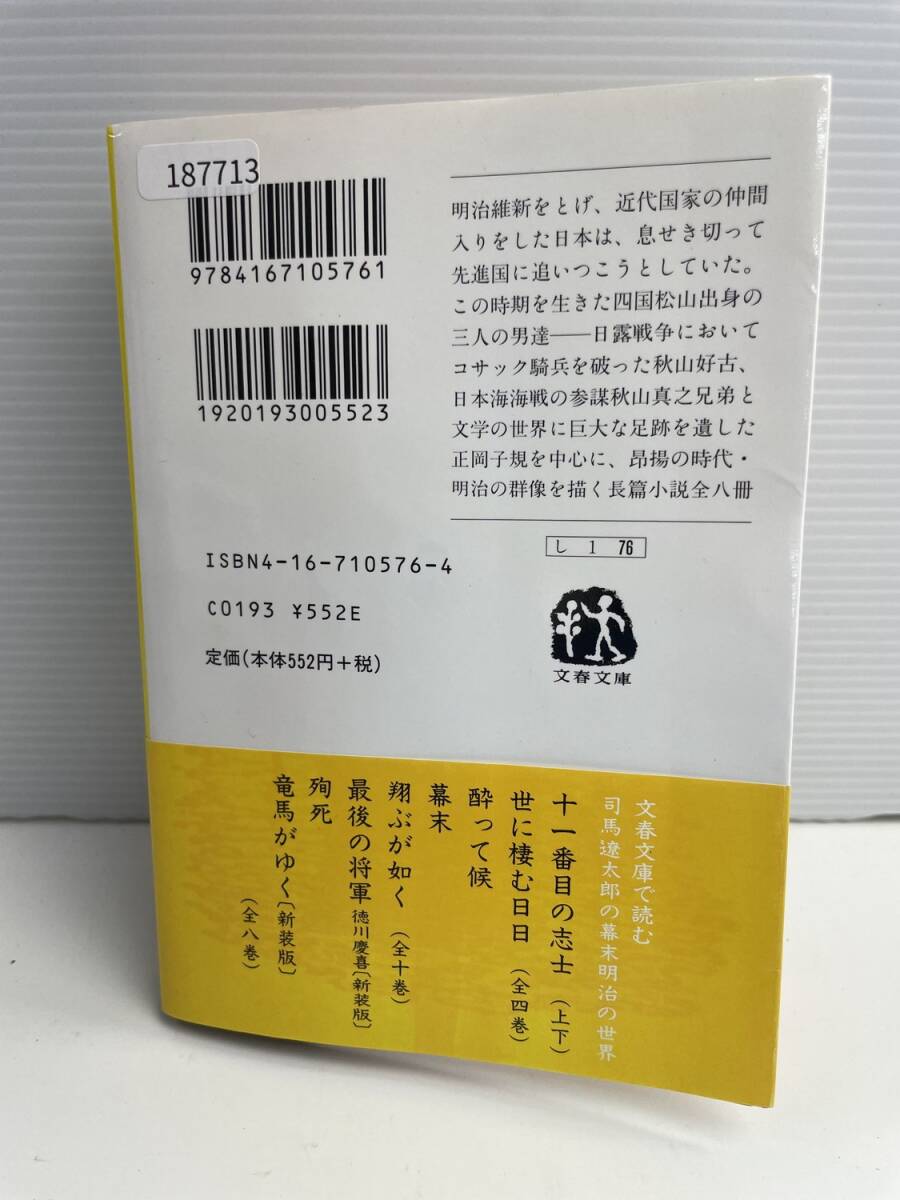 187713
9784167105761
1920193005523
明治維新をとげ、近代国家の仲間
入りをした日本は、息せき切って
先進国に追いつこうとしていた。
この時期を生きた四国松山出身の
三人の男達――日露戦争において
コサック騎兵を破った秋山好古、
日本海海戦の参謀秋山真之兄弟と
文学の世界に巨大な足跡を遺した
正岡子規を中心に、昂揚の時代・
明治の群像を描く長篇小説全八冊
し 1 76
文春文庫
ISBN4-16-710576-4
C0193 ¥552E
定価(本体552円+税)
文春文庫で読む
司馬遼太郎の幕末明治の世界
十一番目の志士 (上下)
世に棲む日日 (全四巻)
酔って候
幕末
翔ぶが如く (全十巻)
最後の将軍 徳川慶喜〔新装版〕
殉死
竜馬がゆく〔新装版〕
(全八巻)